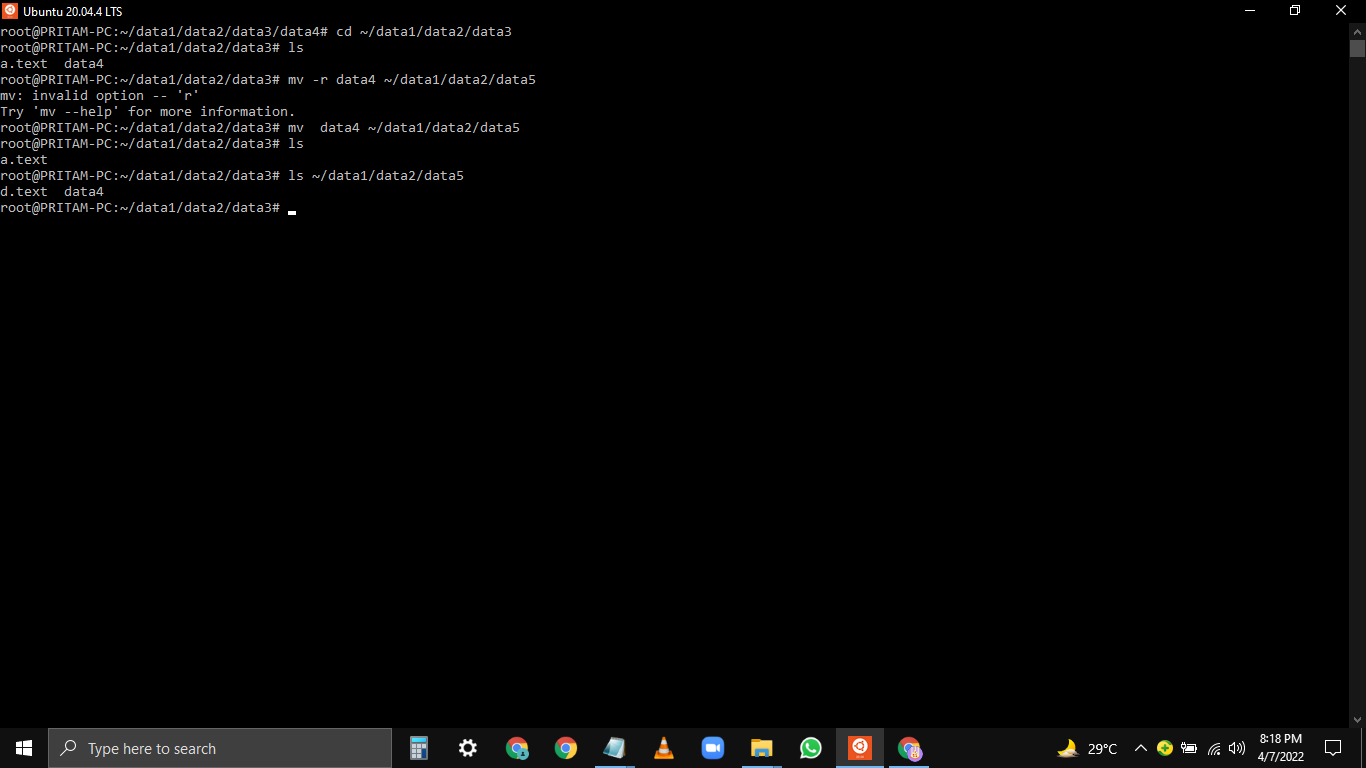 Ubuntu 20.04.4 LTS
root@PRITAM-PC:~/data1/data2/data3/data4# cd ~/data1/data2/data3
root@PRITAM-PC:~/data1/data2/data3# ls
a.text  data4
root@PRITAM-PC:~/data1/data2/data3# mv -r data4 ~/data1/data2/data5
mv: invalid option -- 'r'
Try 'mv --help' for more information.
root@PRITAM-PC:~/data1/data2/data3# mv  data4 ~/data1/data2/data5
root@PRITAM-PC:~/data1/data2/data3# ls
a.text
root@PRITAM-PC:~/data1/data2/data3# ls ~/data1/data2/data5
d.text  data4
root@PRITAM-PC:~/data1/data2/data3#
Type here to search
29°C
8:18 PM
4/7/2022